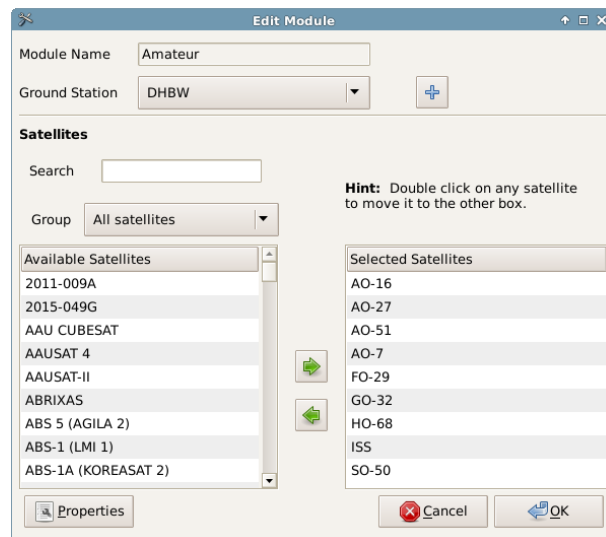 Edit Module
Module Name Amateur
Ground Station DHBW
Satellites
Search
Hint: Double click on any satellite
to move it to the other box.
Group All satellites
Available Satellites
2011-009A
2015-049G
AAU CUBESAT
AAUSAT 4
AAUSAT-II
ABRIXAS
ABS 5 (AGILA 2)
ABS-1 (LMI 1)
ABS-1A (KOREASAT 2)
Selected Satellites
AO-16
AO-27
AO-51
AO-7
FO-29
GO-32
HO-68
ISS
SO-50
Properties
Cancel
OK